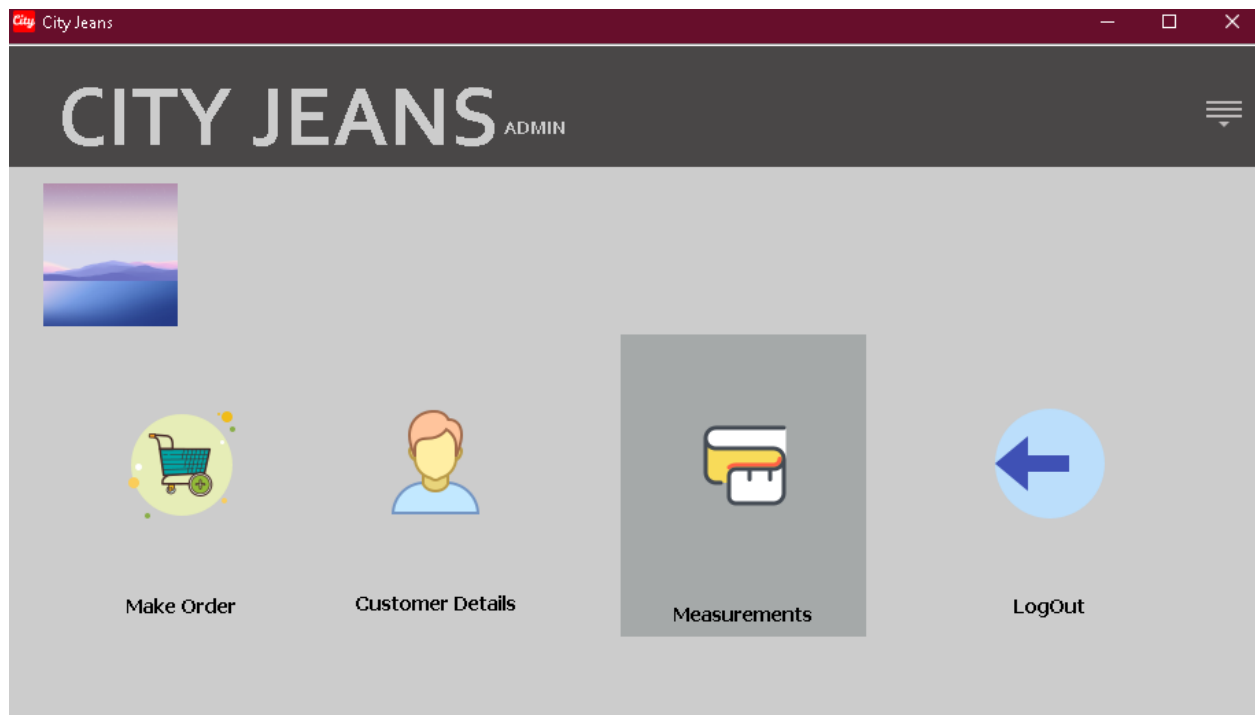 City City Jeans
CITY JEANS ADMIN
Make Order
Customer Details
Measurements
LogOut